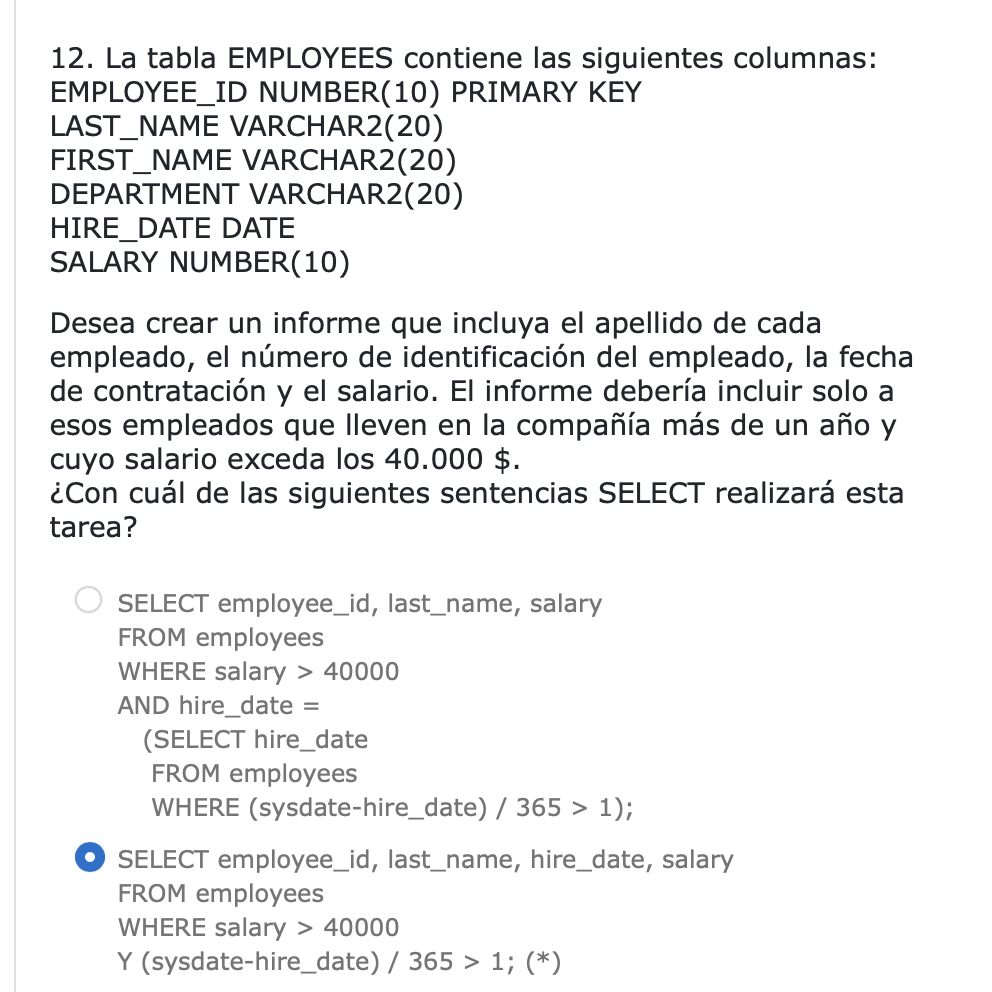 12. La tabla EMPLOYEES contiene las siguientes columnas:
EMPLOYEE_ID NUMBER(10) PRIMARY KEY
LAST_NAME VARCHAR2(20)
FIRST_NAME VARCHAR2(20)
DEPARTMENT VARCHAR2(20)
HIRE_DATE DATE
SALARY NUMBER(10)
Desea crear un informe que incluya el apellido de cada
empleado, el número de identificación del empleado, la fecha
de contratación y el salario. El informe debería incluir solo a
esos empleados que lleven en la compañía más de un año y
cuyo salario exceda los 40.000 $.
¿Con cuál de las siguientes sentencias SELECT realizará esta
tarea?
SELECT employee_id, last_name, salary
FROM employees
WHERE salary > 40000
AND hire_date =
(SELECT hire_date
FROM employees
WHERE (sysdate-hire_date) / 365 > 1);
SELECT employee_id, last_name, hire_date, salary
FROM employees
WHERE salary > 40000
Y (sysdate-hire_date) / 365 > 1; (*)